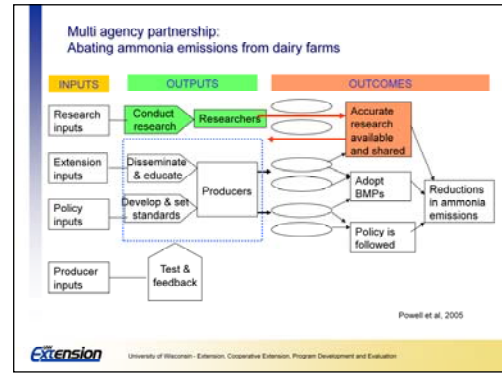 Multi agency partnership:
Abating ammonia emissions from dairy farms
INPUTS
OUTPUTS
OUTCOMES
Research
inputs
Conduct
research
Researchers
Accurate
research
available
and shared
Extension
inputs
Disseminate
& educate
Producers
Adopt
BMPs
Reductions
in ammonia
emissions
Policy
inputs
Develop & set
standards
Policy is
followed
Producer
inputs
Test &
feedback
Powell et al, 2005
Extension
University of Wisconsin - Extension, Cooperative Extension, Program Development and Evaluation